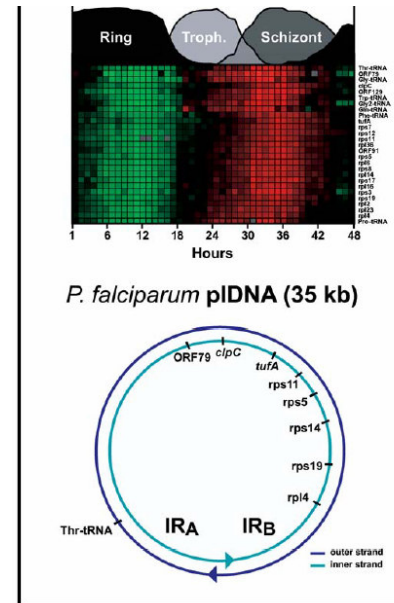 Ring Troph. Schizont
Thr-tRNA
ORF79
Gly-tRNA
clpC
ORF129
Trp-tRNA
Gly2-tRNA
Gln-tRNA
Phe-tRNA
tufA
rps7
rps12
rps11
rpl36
ORF91
rps5
rpl6
rps8
rpl14
rps17
rpl16
rps3
rps19
rpl2
rpl23
rpl4
Pro-tRNA
1 6 12 18 24 30 36 42 48
Hours
P. falciparum plDNA (35 kb)
ORF79
clpC
tufA
rps11
rps5
rps14
rps19
rpl4
Thr-tRNA
IRA IRB
outer strand
inner strand